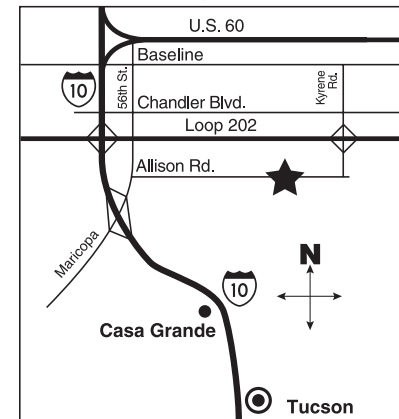 U.S. 60
Baseline
10
56th St.
Kyrene
Rd.
Chandler Blvd.
Loop 202
Allison Rd.
Maricopa
N
10
Casa Grande
Tucson